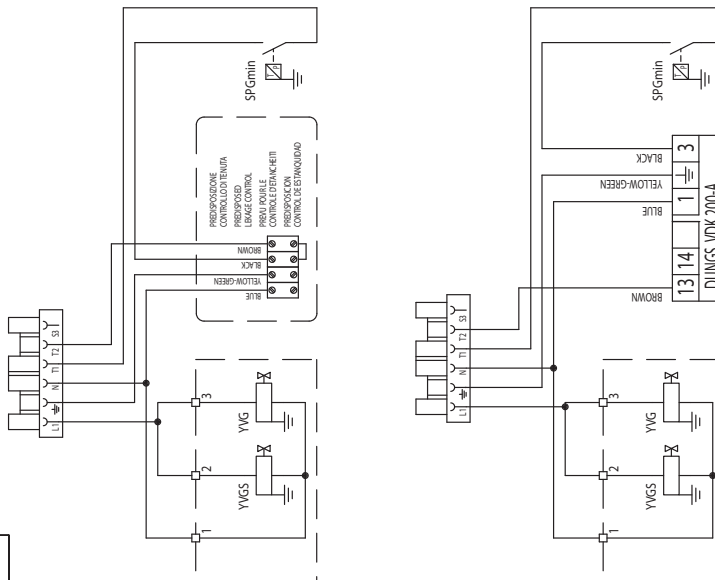 SPGmin
T
P
PREDISPOSIZIONE
CONTROLLO DI TENUTA
PREDISPOSED
LEKAGE CONTROL
PREVU POUR LE
CONTROLE D'ETANCHEITI
PREDISPOSICION
CONTROL DE ESTANQUIDAD
BROWN
BLACK
YELLOW-GREEN
BLUE
S3
T2
T1
N
L1
3
2
1
YVG
YVGS
SPGmin
T
P
BLACK
YELLOW-GREEN
BLUE
BROWN
3
1
14
13
DUNGS VDK 200-A
S3
T2
T1
N
L1
3
2
1
YVG
YVGS